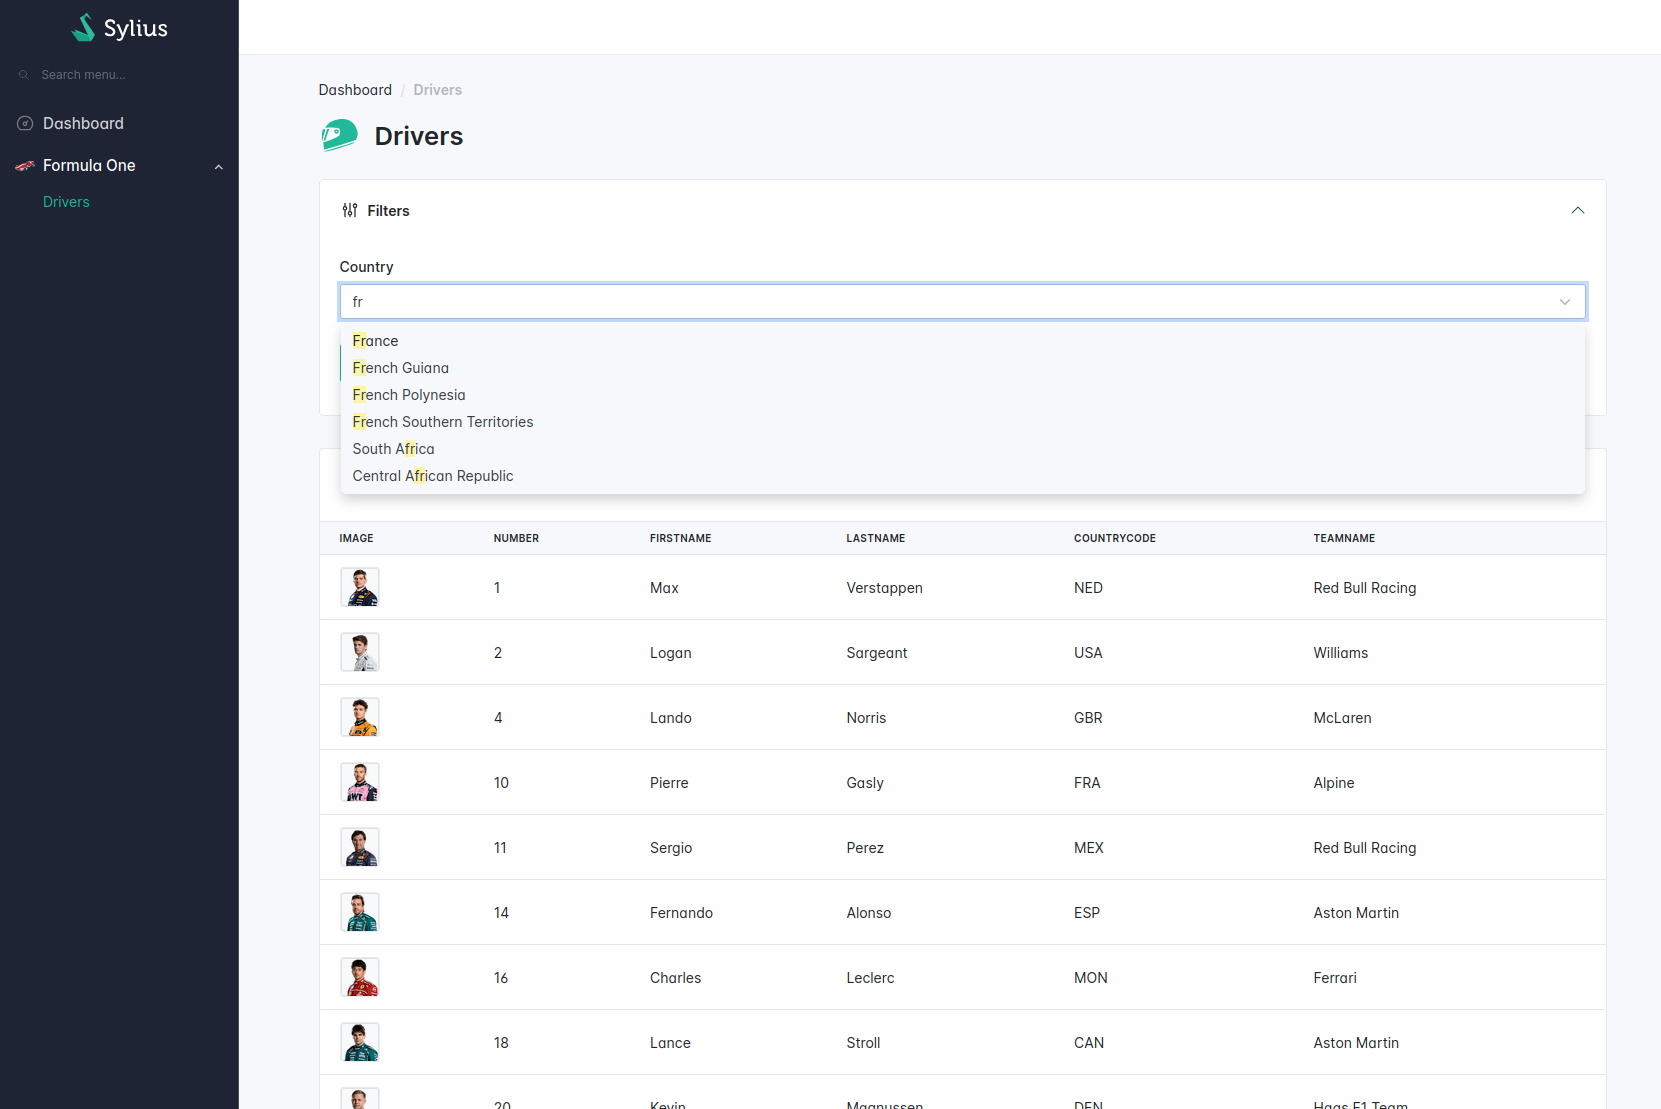 Sylius
Search menu...
Dashboard
Formula One
Drivers
Dashboard / Drivers
Drivers
Filters
Country
fr
France
French Guiana
French Polynesia
French Southern Territories
South Africa
Central African Republic
IMAGE NUMBER FIRSTNAME LASTNAME COUNTRYCODE TEAMNAME
1 Max Verstappen NED Red Bull Racing
2 Logan Sargeant USA Williams
4 Lando Norris GBR McLaren
10 Pierre Gasly FRA Alpine
11 Sergio Perez MEX Red Bull Racing
14 Fernando Alonso ESP Aston Martin
16 Charles Leclerc MON Ferrari
18 Lance Stroll CAN Aston Martin
20 Kevin Magnussen DEN Haas F1 Team